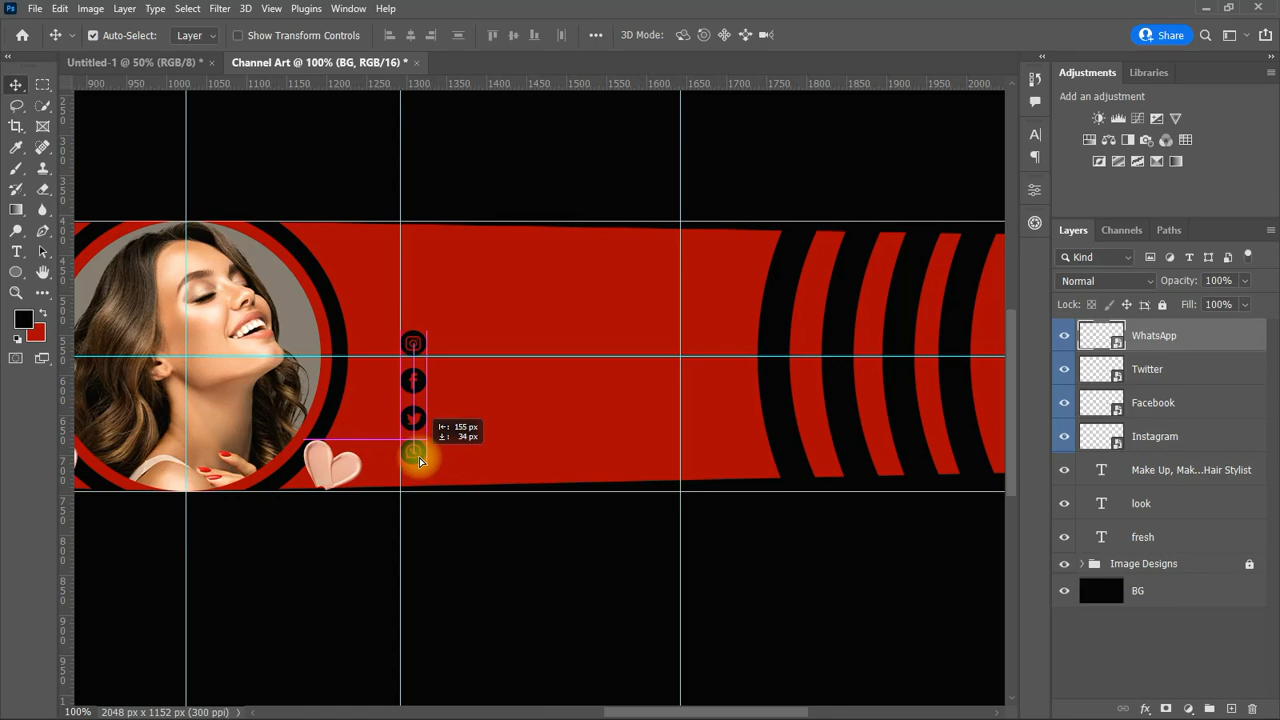 Ps File Edit Image Layer Type Select Filter 3D View Plugins Window Help
Auto-Select: Layer Show Transform Controls 3D Mode: Share
Untitled-1 @ 50% (RGB/8) * × Channel Art @ 100% (BG, RGB/16) * ×
900 950 1000 1050 1100 1150 1200 1250 1300 1350 1400 1450 1500 1550 1600 1650 1700 1750 1800 1850 1900 1950 2000
Adjustments Libraries
Add an adjustment
Layers Channels Paths
Kind
Normal Opacity: 100%
Lock: Fill: 100%
WhatsApp
Twitter
Facebook
Instagram
Make Up, Mak...Hair Stylist
look
fresh
Image Designs
BG
155 px
34 px
100% 2048 px x 1152 px (300 ppi)